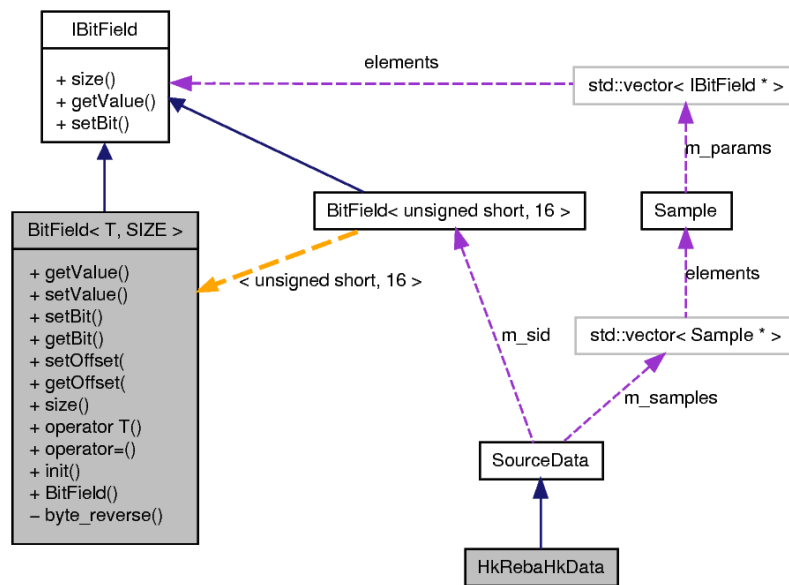 IBitField
+ size()
+ getValue()
+ setBit()
elements
std::vector< IBitField * >
m_params
BitField< T, SIZE >
+ getValue()
+ setValue()
+ setBit()
+ getBit()
+ setOffset(
+ getOffset(
+ size()
+ operator T()
+ operator=()
+ init()
+ BitField()
− byte_reverse()
BitField< unsigned short, 16 >
Sample
< unsigned short, 16 >
elements
std::vector< Sample * >
m_sid
m_samples
SourceData
HkRebaHkData